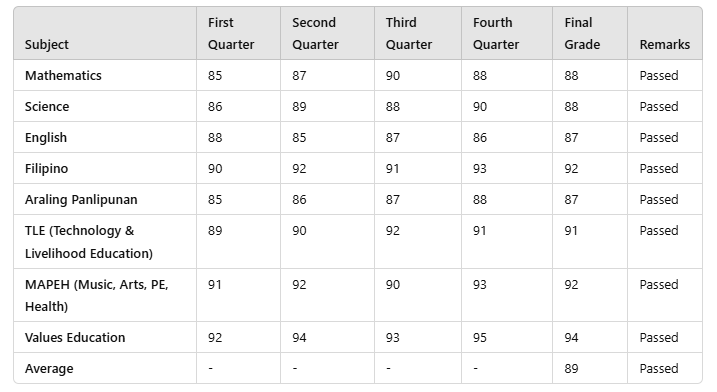 Subject First Quarter Second Quarter Third Quarter Fourth Quarter Final Grade Remarks
Mathematics 85 87 90 88 88 Passed
Science 86 89 88 90 88 Passed
English 88 85 87 86 87 Passed
Filipino 90 92 91 93 92 Passed
Araling Panlipunan 85 86 87 88 87 Passed
TLE (Technology & Livelihood Education) 89 90 92 91 91 Passed
MAPEH (Music, Arts, PE, Health) 91 92 90 93 92 Passed
Values Education 92 94 93 95 94 Passed
Average - - - - 89 Passed